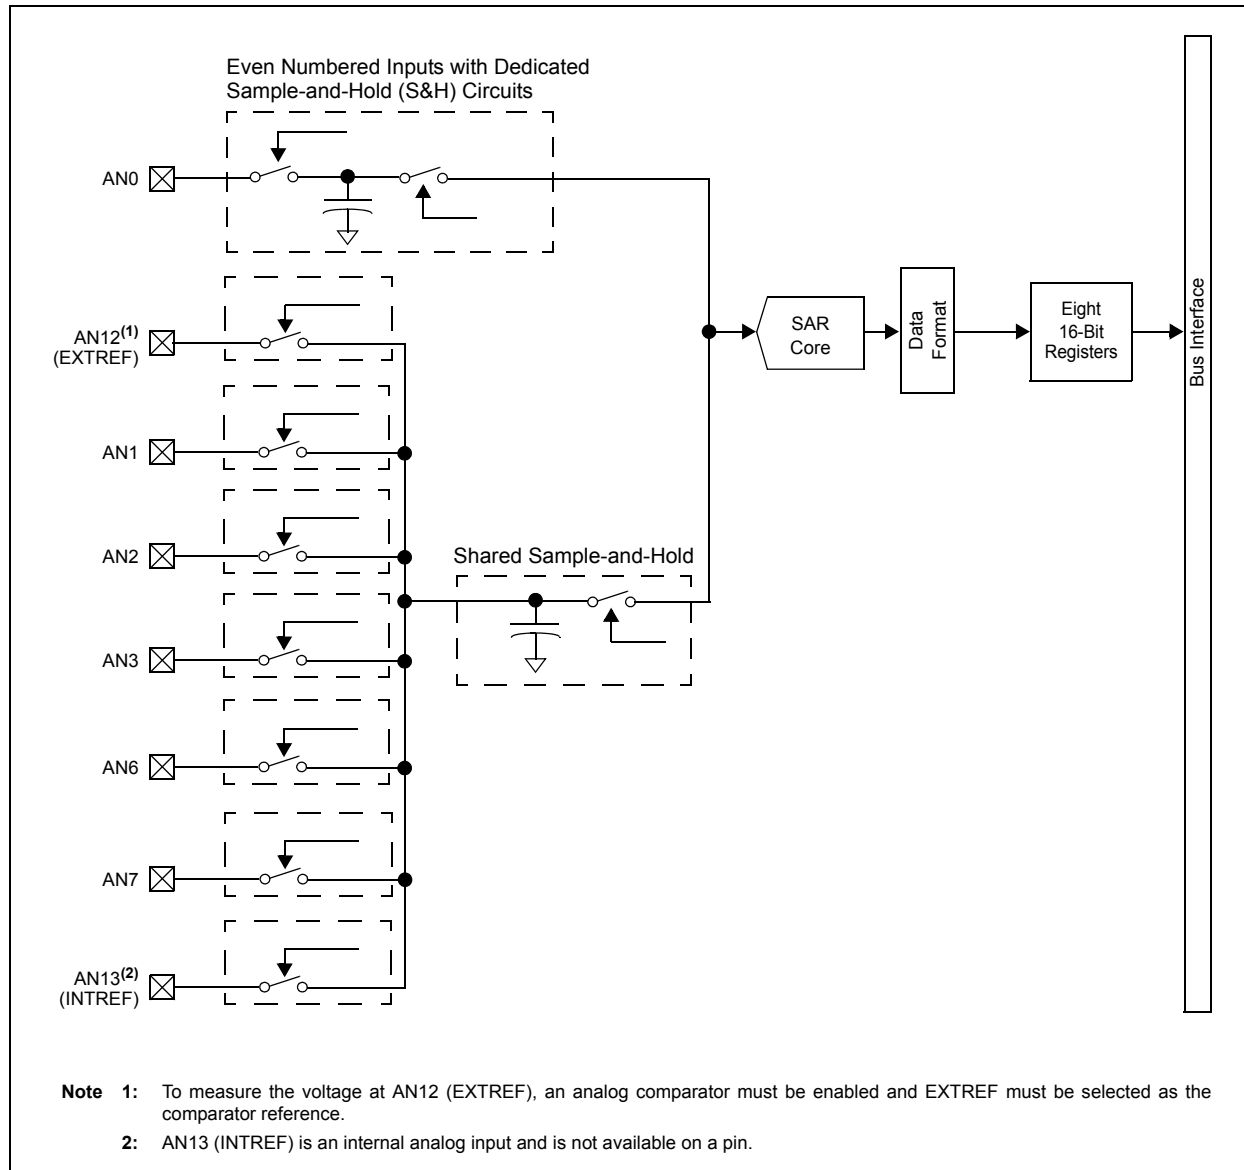 Even Numbered Inputs with Dedicated
Sample-and-Hold (S&H) Circuits
AN0
AN12(1)
(EXTREF)
AN1
AN2
AN3
AN6
AN7
AN13(2)
(INTREF)
Shared Sample-and-Hold
SAR
Core
Data
Format
Eight
16-Bit
Registers
Bus Interface
Note 1: To measure the voltage at AN12 (EXTREF), an analog comparator must be enabled and EXTREF must be selected as the
comparator reference.
2: AN13 (INTREF) is an internal analog input and is not available on a pin.